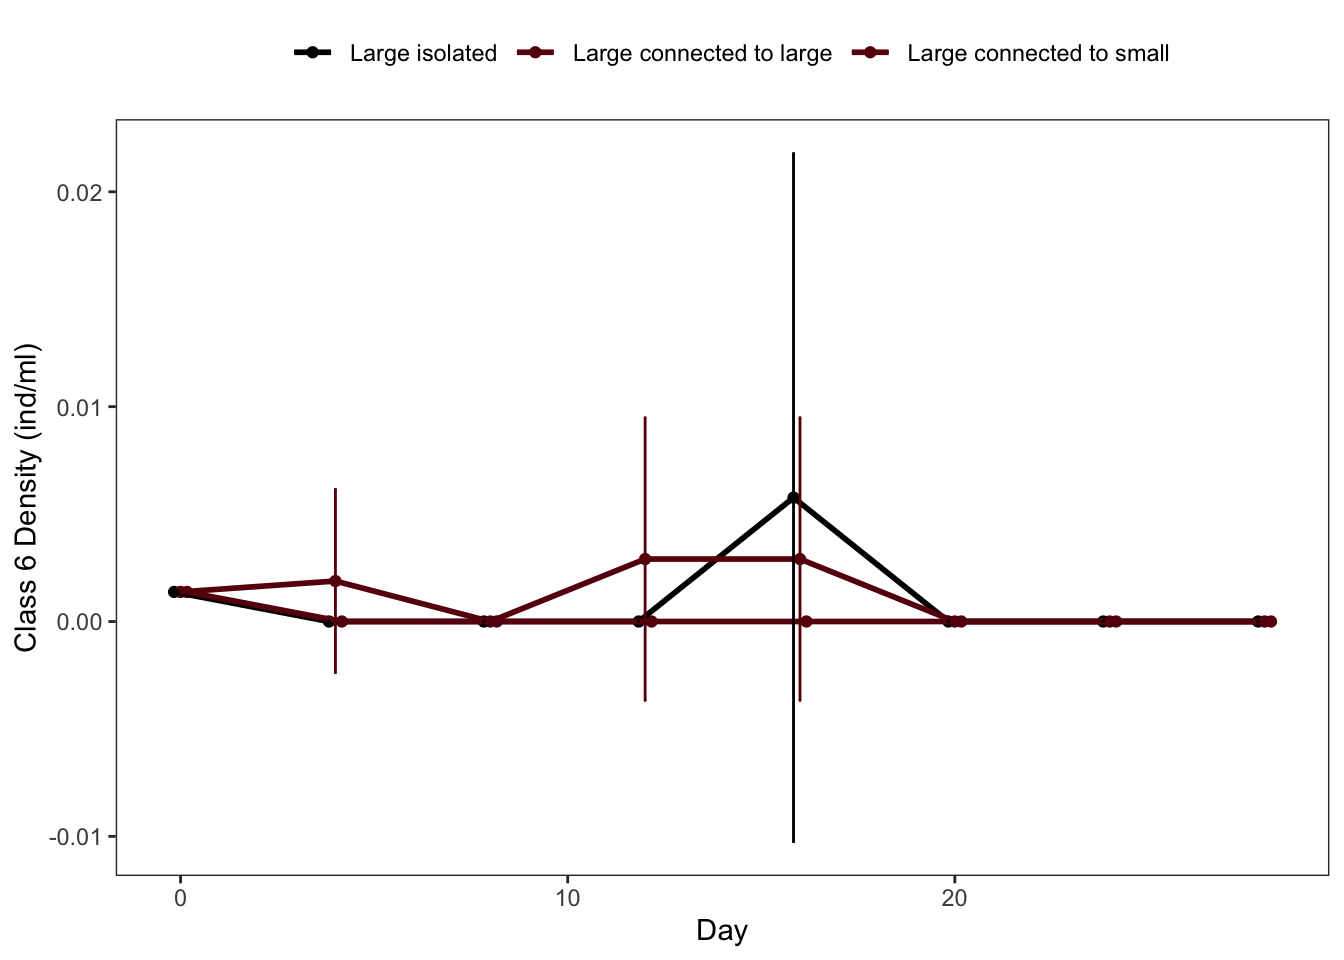 Large isolated Large connected to large Large connected to small
0.02
0.01
0.00
-0.01
Class 6 Density (ind/ml)
0 10 20
Day